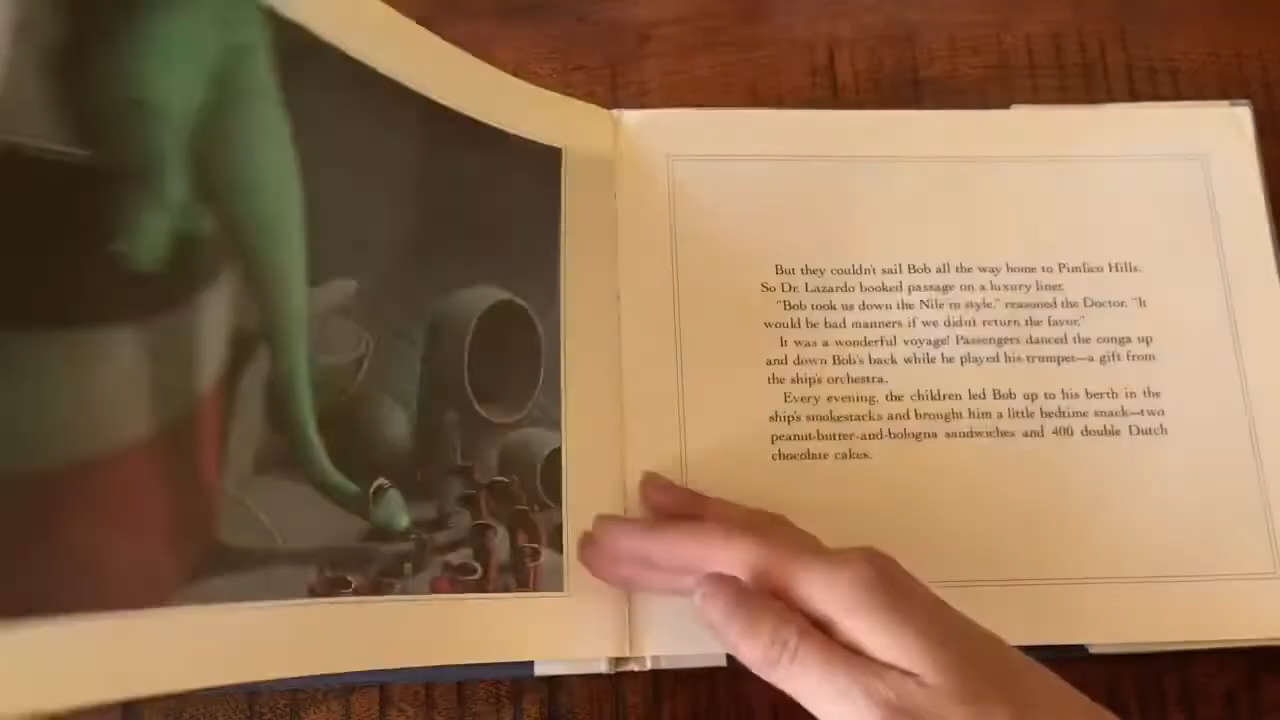 But they couldn't sail Bob all the way home to Pimlico Hills.
So Dr. Lazardo booked passage on a luxury liner.
"Bob took us down the Nile in style," reasoned the Doctor. "It
would be bad manners if we didn't return the favor."
It was a wonderful voyage! Passengers danced the conga up
and down Bob's back while he played his trumpet—a gift from
the ship's orchestra.
Every evening, the children led Bob up to his berth in the
ship's smokestacks and brought him a little bedtime snack—two
peanut-butter-and-bologna sandwiches and 400 double Dutch
chocolate cakes.